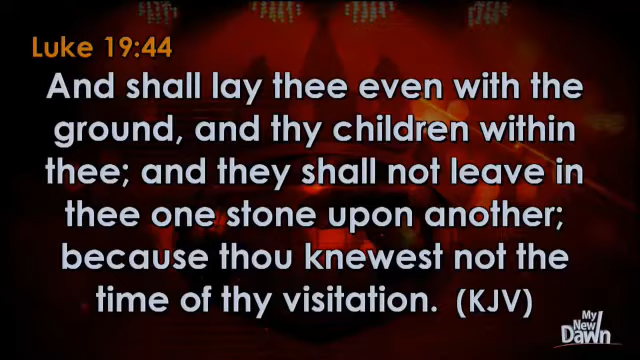 Luke 19:44
And shall lay thee even with the
ground, and thy children within
thee; and they shall not leave in
thee one stone upon another;
because thou knewest not the
time of thy visitation. (KJV)
My
New
Dawn